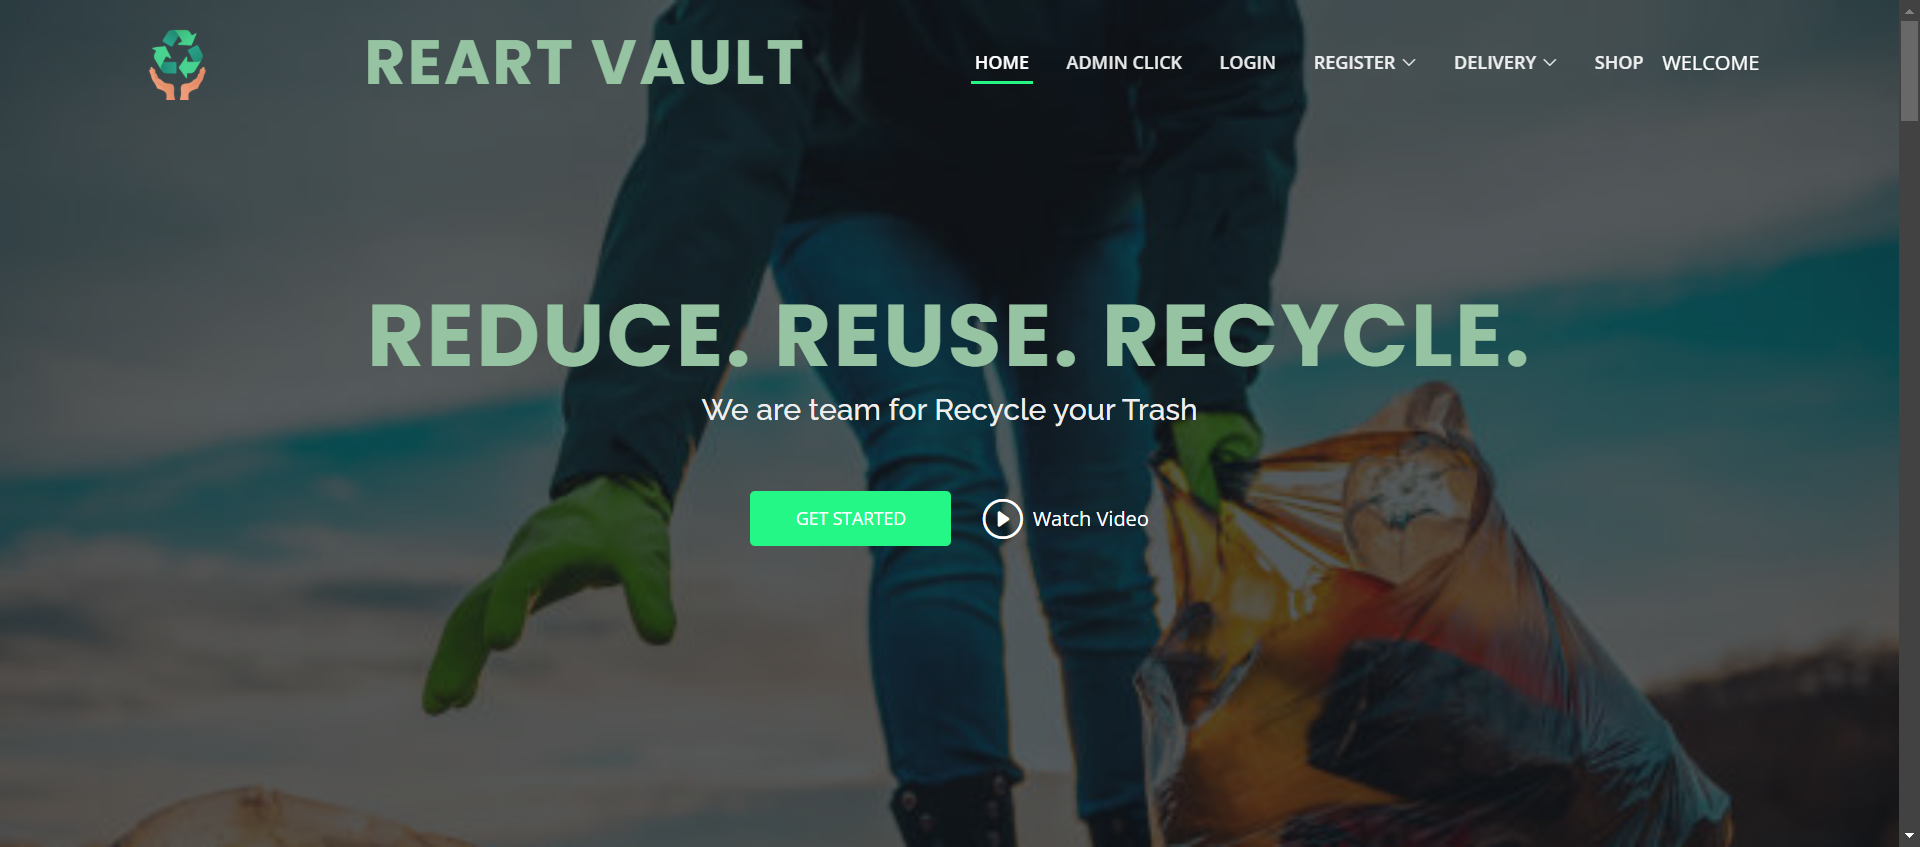 REART VAULT
HOME ADMIN CLICK LOGIN REGISTER DELIVERY SHOP WELCOME
REDUCE. REUSE. RECYCLE.
We are team for Recycle your Trash
GET STARTED Watch Video